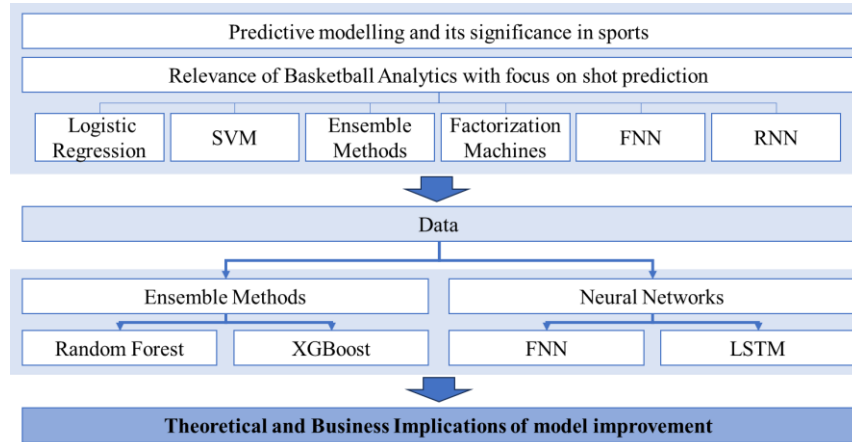 Predictive modelling and its significance in sports
Relevance of Basketball Analytics with focus on shot prediction
Logistic
Regression
SVM
Ensemble
Methods
Factorization
Machines
FNN
RNN
Data
Ensemble Methods
Neural Networks
Random Forest
XGBoost
FNN
LSTM
Theoretical and Business Implications of model improvement